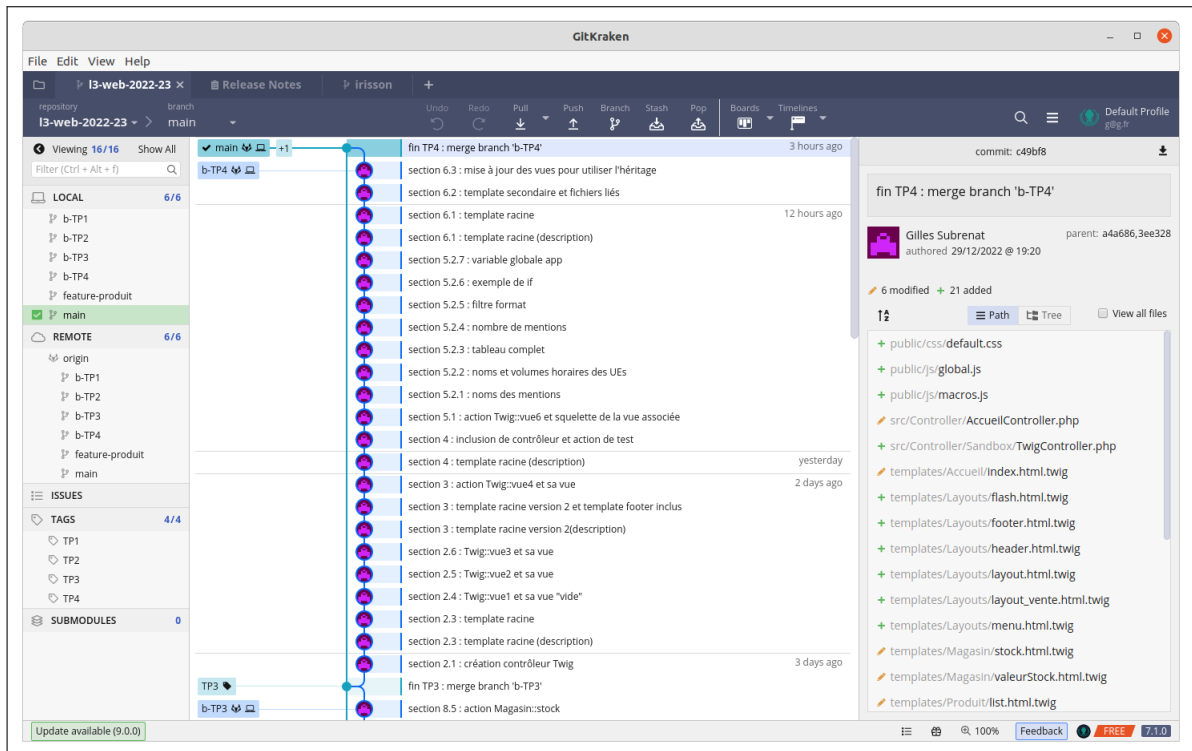 GitKraken
File Edit View Help
l3-web-2022-23 ×
Release Notes
irisson
+
repository
l3-web-2022-23
branch
main
Undo
Redo
Pull
Push
Branch
Stash
Pop
Boards
Timelines
Default Profile
g@g.fr
Viewing 16/16 Show All
Filter (Ctrl + Alt + f)
LOCAL 6/6
b-TP1
b-TP2
b-TP3
b-TP4
feature-produit
main
REMOTE 6/6
origin
b-TP1
b-TP2
b-TP3
b-TP4
feature-produit
main
ISSUES
TAGS 4/4
TP1
TP2
TP3
TP4
SUBMODULES 0
main +1 fin TP4 : merge branch 'b-TP4' 3 hours ago
b-TP4 section 6.3 : mise à jour des vues pour utiliser l'héritage
section 6.2 : template secondaire et fichiers liés
section 6.1 : template racine 12 hours ago
section 6.1 : template racine (description)
section 5.2.7 : variable globale app
section 5.2.6 : exemple de if
section 5.2.5 : filtre format
section 5.2.4 : nombre de mentions
section 5.2.3 : tableau complet
section 5.2.2 : noms et volumes horaires des UEs
section 5.2.1 : noms des mentions
section 5.1 : action Twig::vue6 et squelette de la vue associée
section 4 : inclusion de contrôleur et action de test
section 4 : template racine (description) yesterday
section 3 : action Twig::vue4 et sa vue 2 days ago
section 3 : template racine version 2 et template footer inclus
section 3 : template racine version 2(description)
section 2.6 : Twig::vue3 et sa vue
section 2.5 : Twig::vue2 et sa vue
section 2.4 : Twig::vue1 et sa vue "vide"
section 2.3 : template racine
section 2.3 : template racine (description)
section 2.1 : création contrôleur Twig 3 days ago
TP3 fin TP3 : merge branch 'b-TP3'
b-TP3 section 8.5 : action Magasin::stock
commit: c49bf8
fin TP4 : merge branch 'b-TP4'
Gilles Subrenat parent: a4a686,3ee328
authored 29/12/2022 @ 19:20
6 modified + 21 added
Path Tree View all files
+ public/css/default.css
+ public/js/global.js
+ public/js/macros.js
src/Controller/AccueilController.php
+ src/Controller/Sandbox/TwigController.php
templates/Accueil/index.html.twig
+ templates/Layouts/flash.html.twig
+ templates/Layouts/footer.html.twig
+ templates/Layouts/header.html.twig
+ templates/Layouts/layout.html.twig
+ templates/Layouts/layout_vente.html.twig
+ templates/Layouts/menu.html.twig
templates/Magasin/stock.html.twig
templates/Magasin/valeurStock.html.twig
templates/Produit/list.html.twig
Update available (9.0.0)
100% Feedback FREE 7.1.0